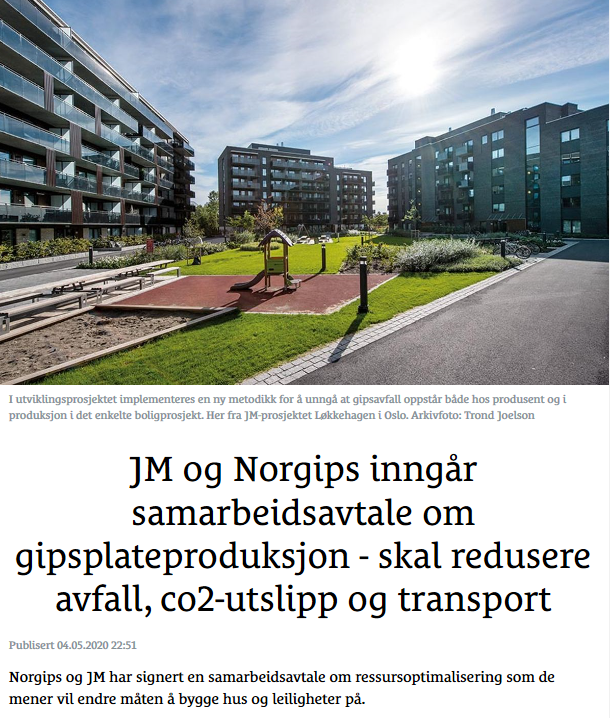 I utviklingsprosjektet implementeres en ny metodikk for å unngå at gipsavfall oppstår både hos produsent og i
produksjon i det enkelte boligprosjekt. Her fra JM-prosjektet Løkkehagen i Oslo. Arkivfoto: Trond Joelson
JM og Norgips inngår
samarbeidsavtale om
gipsplateproduksjon - skal redusere
avfall, co2-utslipp og transport
Publisert 04.05.2020 22:51
Norgips og JM har signert en samarbeidsavtale om ressursoptimalisering som de
mener vil endre måten å bygge hus og leiligheter på.